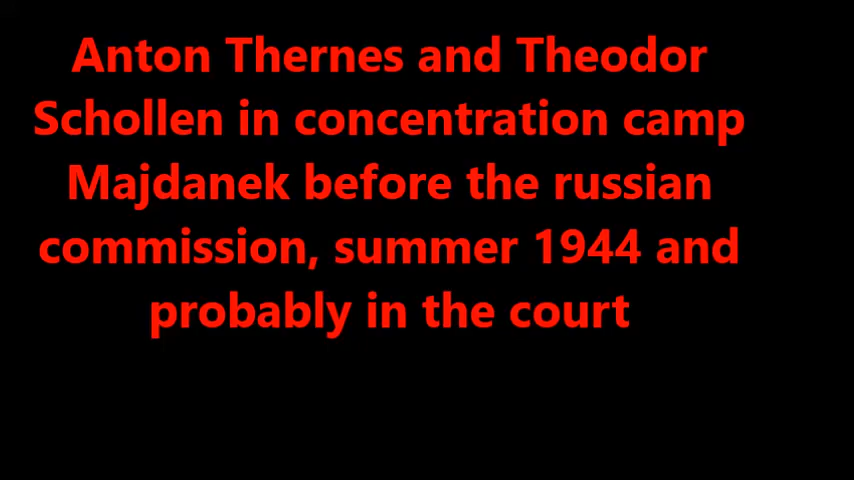 Anton Thernes and Theodor
Schollen in concentration camp
Majdanek before the russian
commission, summer 1944 and
probably in the court